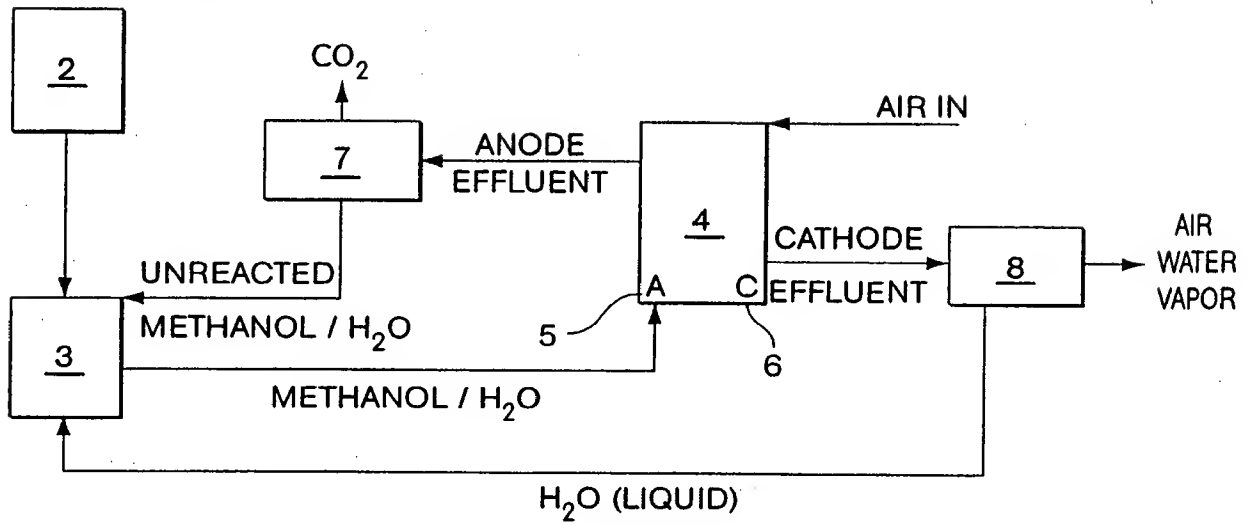 2
CO₂
AIR IN
7
ANODE
EFFLUENT
4
CATHODE
EFFLUENT
8
AIR
WATER
VAPOR
UNREACTED
METHANOL / H₂O
A
C
5
6
3
METHANOL / H₂O
H₂O (LIQUID)